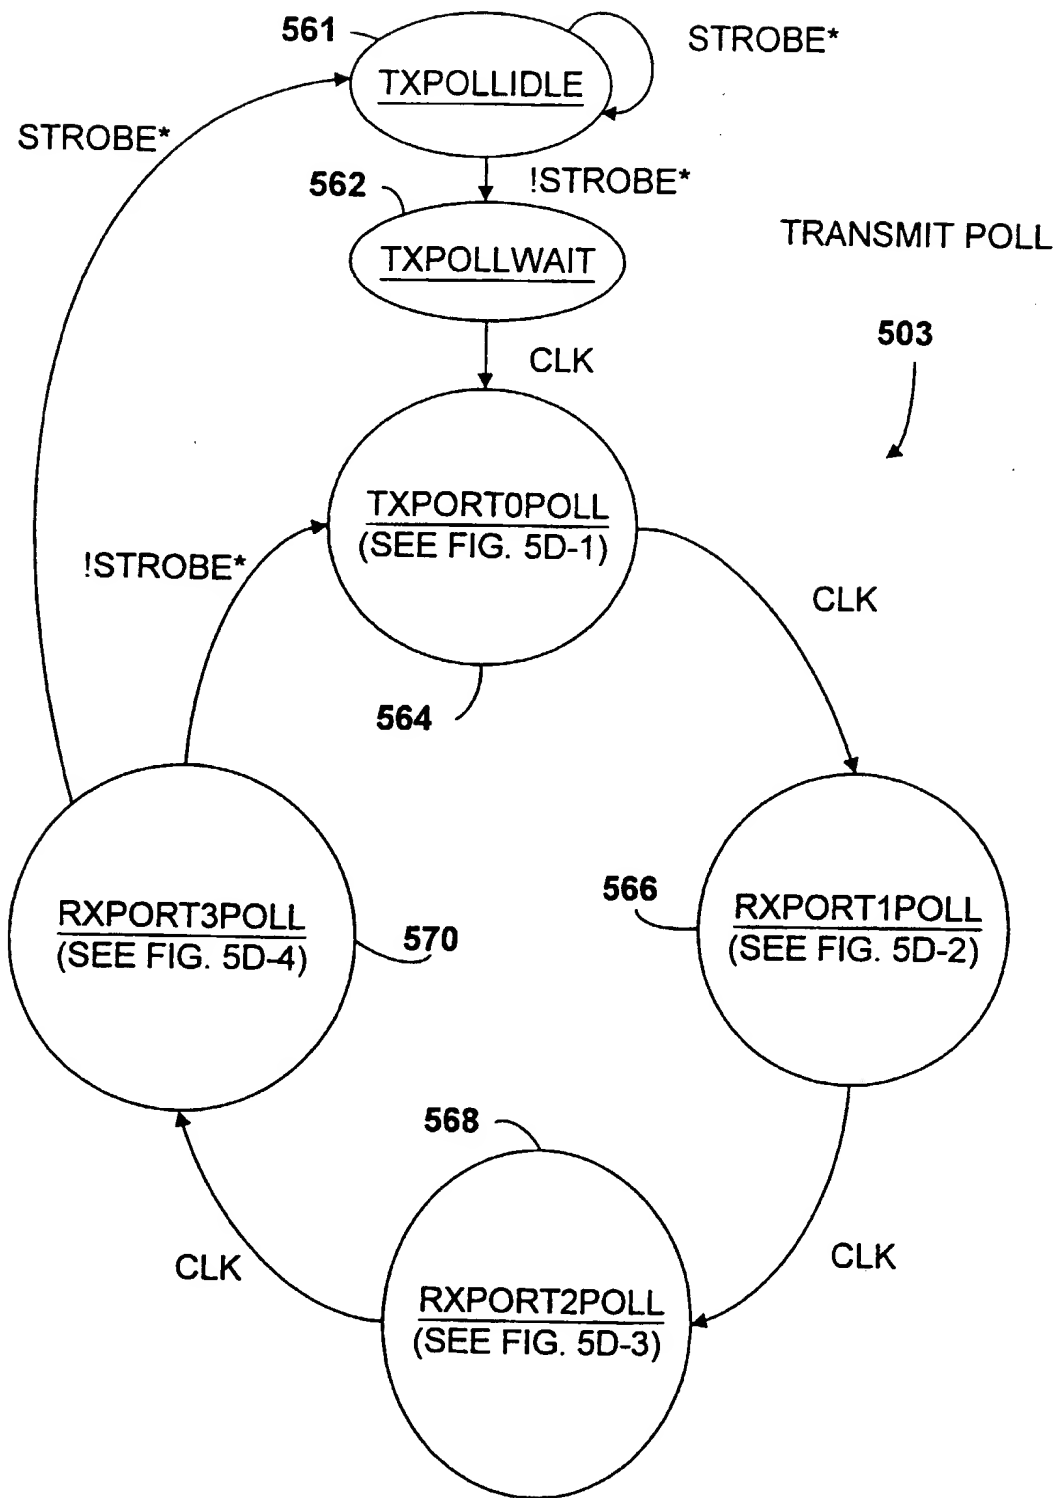 561
STROBE*
TXPOLLIDLE
STROBE*
!STROBE*
562
TXPOLLWAIT
TRANSMIT POLL
503
CLK
TXPORT0POLL
(SEE FIG. 5D-1)
!STROBE*
CLK
564
RXPORT3POLL
(SEE FIG. 5D-4)
570
566
RXPORT1POLL
(SEE FIG. 5D-2)
568
CLK
CLK
RXPORT2POLL
(SEE FIG. 5D-3)